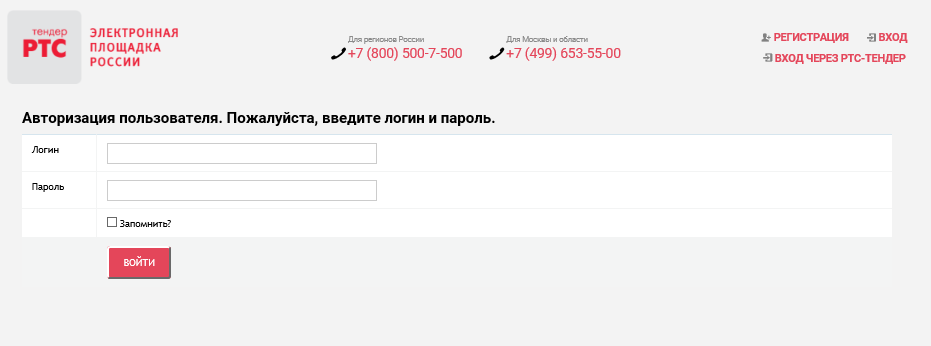 тендер
РТС
ЭЛЕКТРОННАЯ
ПЛОЩАДКА
РОССИИ
Для регионов России
+7 (800) 500-7-500
Для Москвы и области
+7 (499) 653-55-00
РЕГИСТРАЦИЯ
ВХОД
ВХОД ЧЕРЕЗ РТС-ТЕНДЕР
Авторизация пользователя. Пожалуйста, введите логин и пароль.
Логин
Пароль
Запомнить?
ВОЙТИ